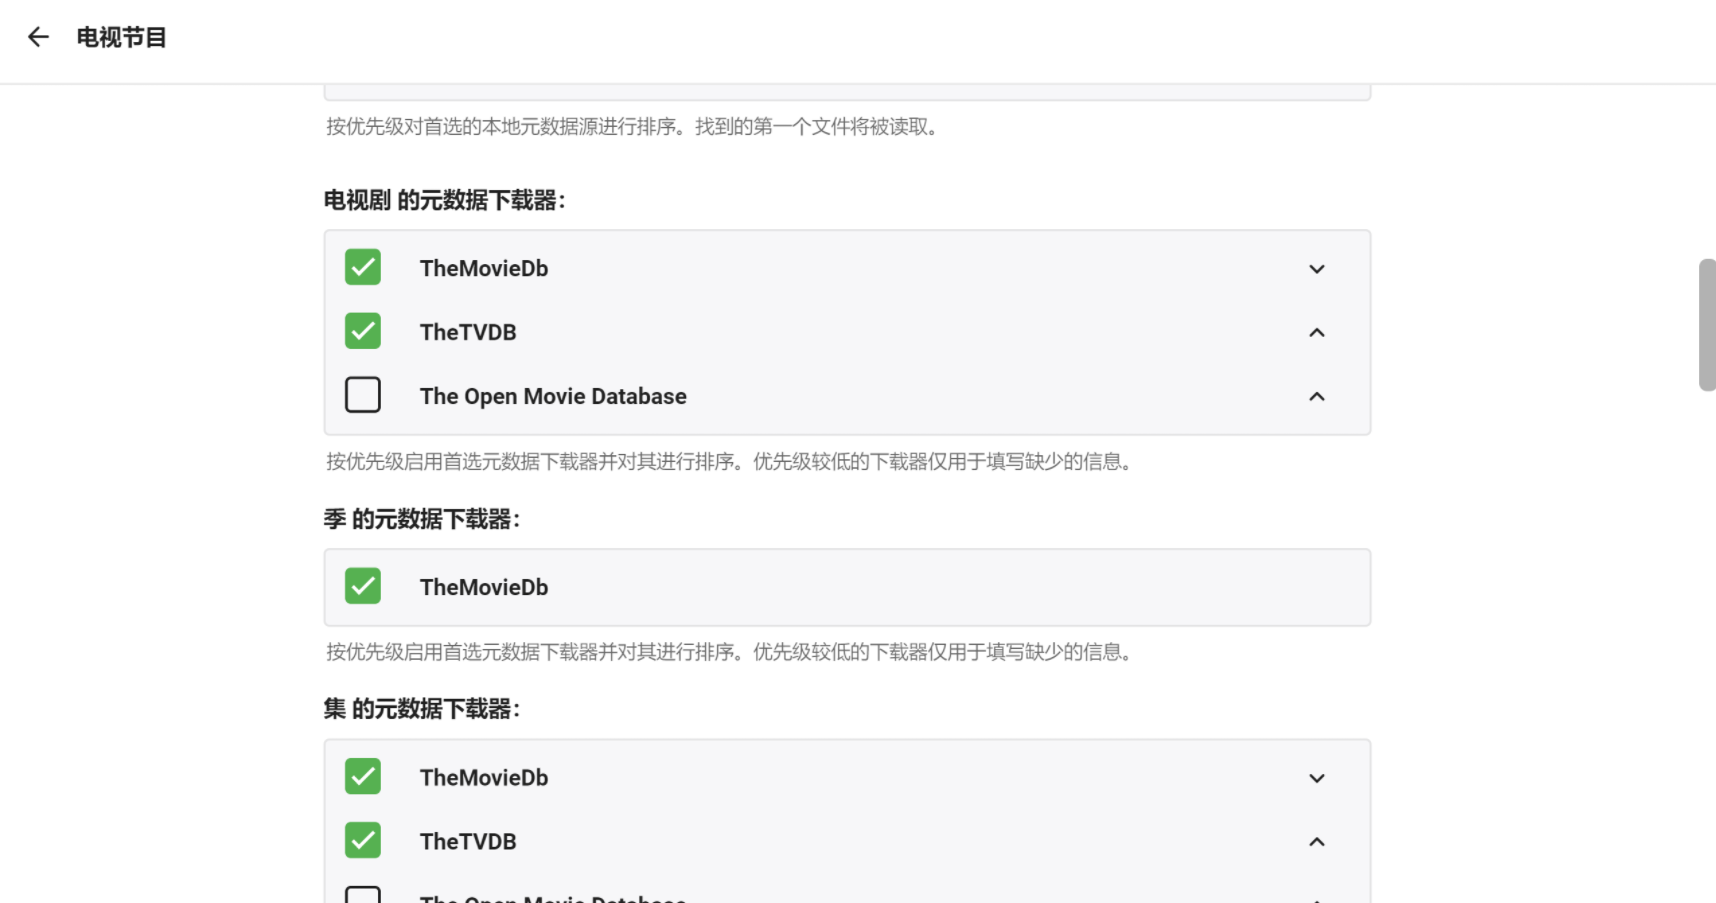 电视节目
按优先级对首选的本地元数据源进行排序。找到的第一个文件将被读取。
电视剧 的元数据下载器：
TheMovieDb
TheTVDB
The Open Movie Database
按优先级启用首选元数据下载器并对其进行排序。优先级较低的下载器仅用于填写缺少的信息。
季 的元数据下载器：
TheMovieDb
按优先级启用首选元数据下载器并对其进行排序。优先级较低的下载器仅用于填写缺少的信息。
集 的元数据下载器：
TheMovieDb
TheTVDB
The Open Movie Database